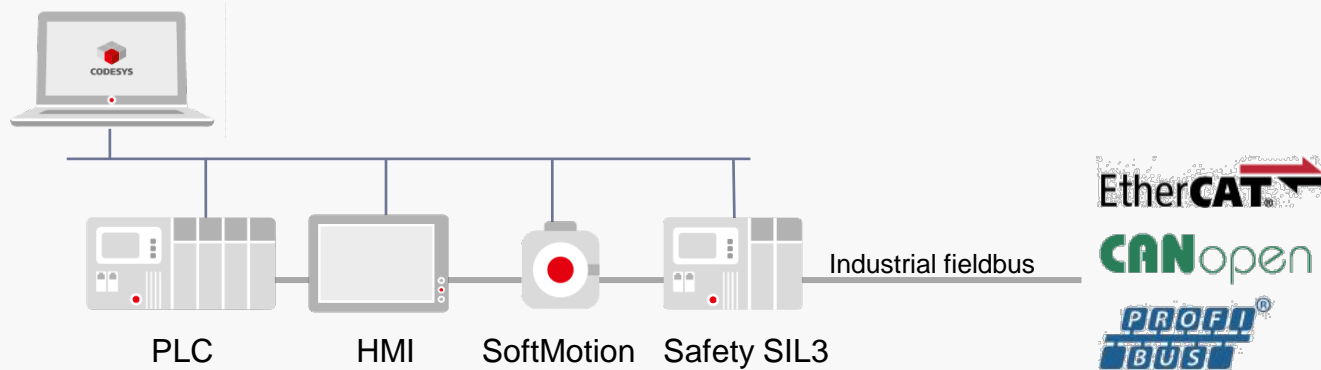 CODESYS
EtherCAT®
CANopen
Industrial fieldbus
PROFI®
BUS
PLC
HMI
SoftMotion
Safety SIL3